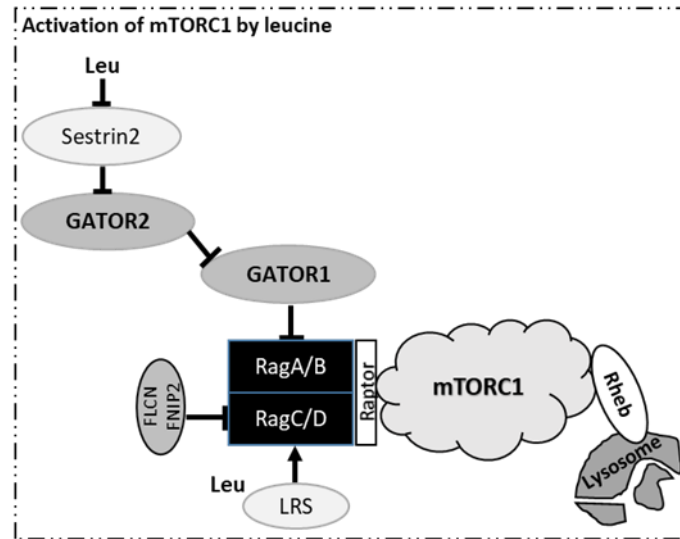 Activation of mTORC1 by leucine
Leu
Sestrin2
GATOR2
GATOR1
RagA/B
RagC/D
Raptor
mTORC1
Rheb
Lysosome
FLCN
FNIP2
Leu
LRS